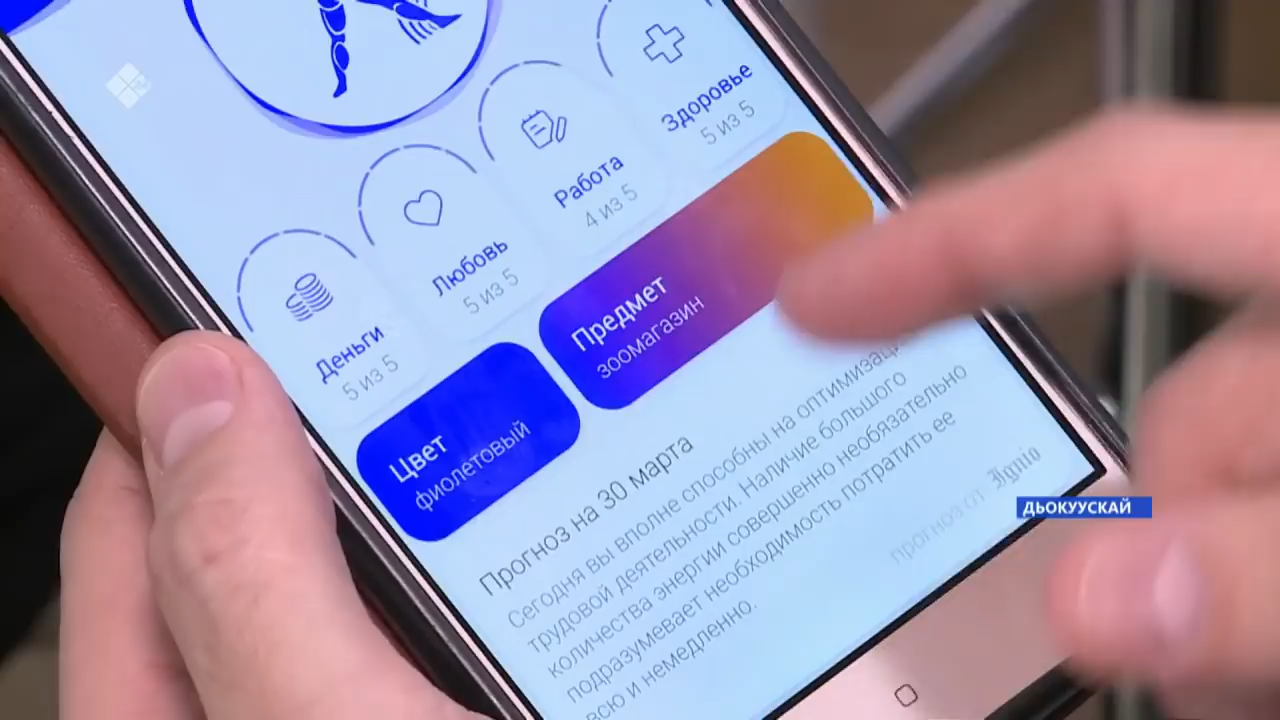 Деньги
5 из 5
Любовь
5 из 5
Работа
4 из 5
Здоровье
5 из 5
Цвет
фиолетовый
Предмет
зоомагазин
Прогноз на 30 марта
Сегодня вы вполне способны на
трудовой деятельности. Наличие большого
количества энергии совершенно необязательно
подразумевает необходимость потратить ее
всю и немедленно.
прогноз от Ignio
ДЬОКУУСКАЙ